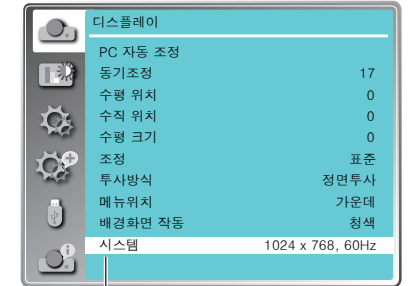 디스플레이
PC 자동 조정
동기조정 17
수평 위치 0
수직 위치 0
수평 크기 0
조정 표준
투사방식 정면투사
메뉴위치 가운데
배경화면 작동 청색
시스템 1024 x 768, 60Hz